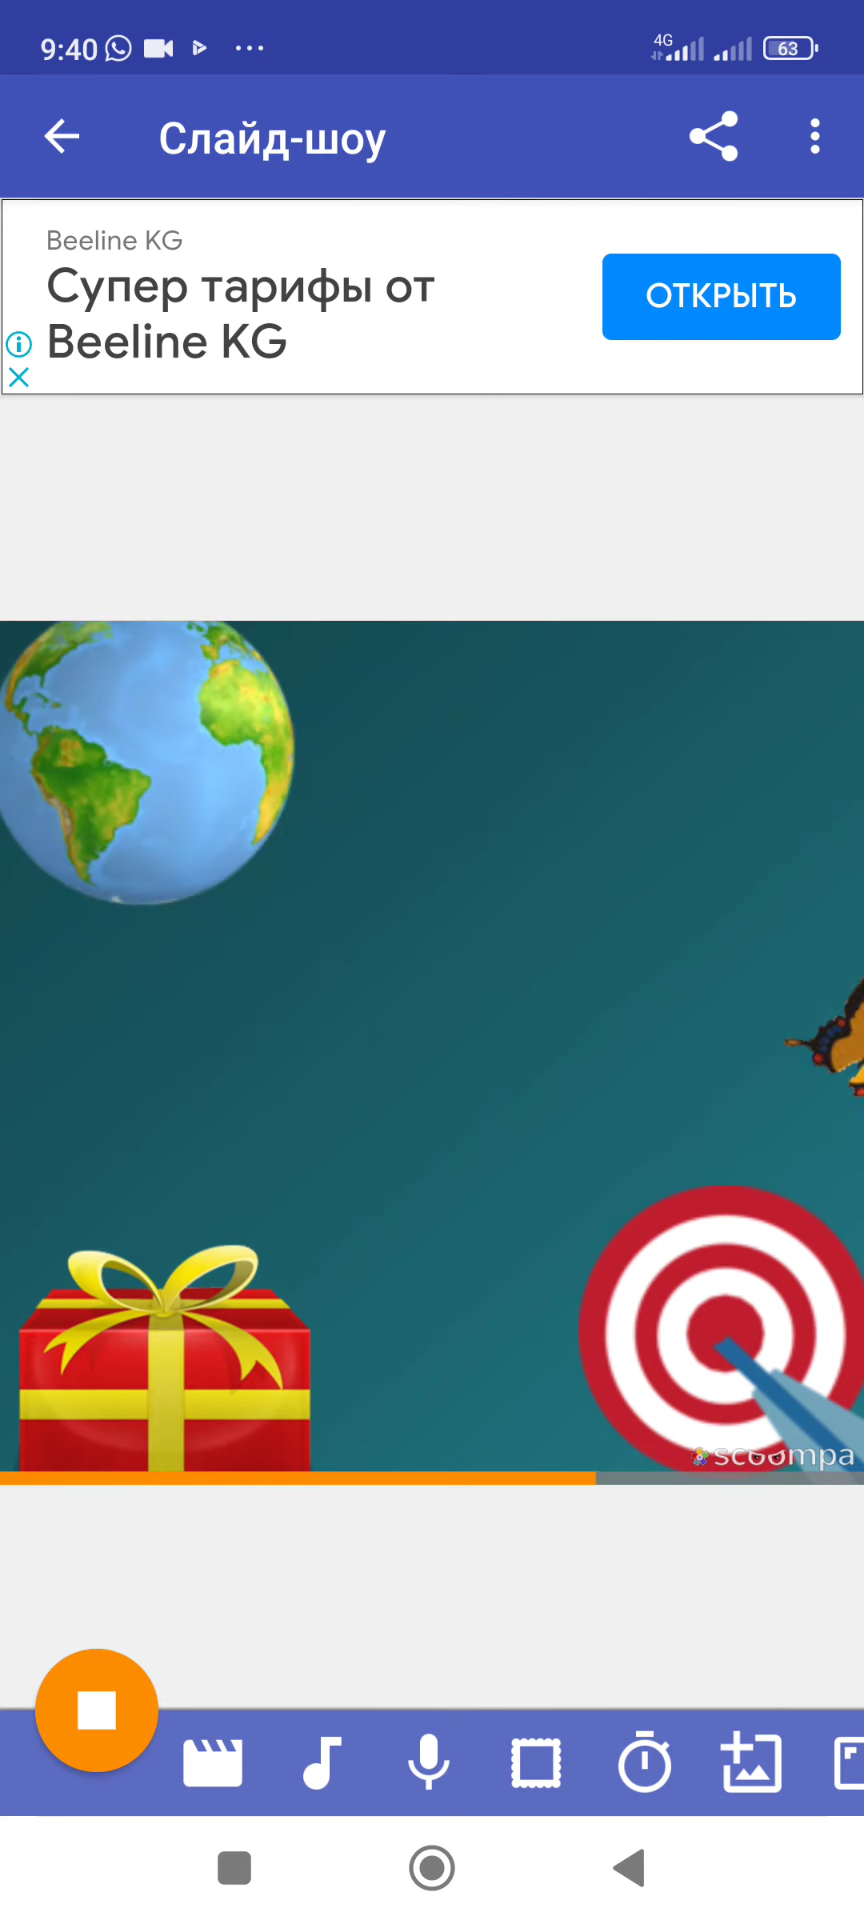 9:40
4G
63
Слайд-шоу
Beeline KG
Супер тарифы от
Beeline KG
ОТКРЫТЬ
scoompa